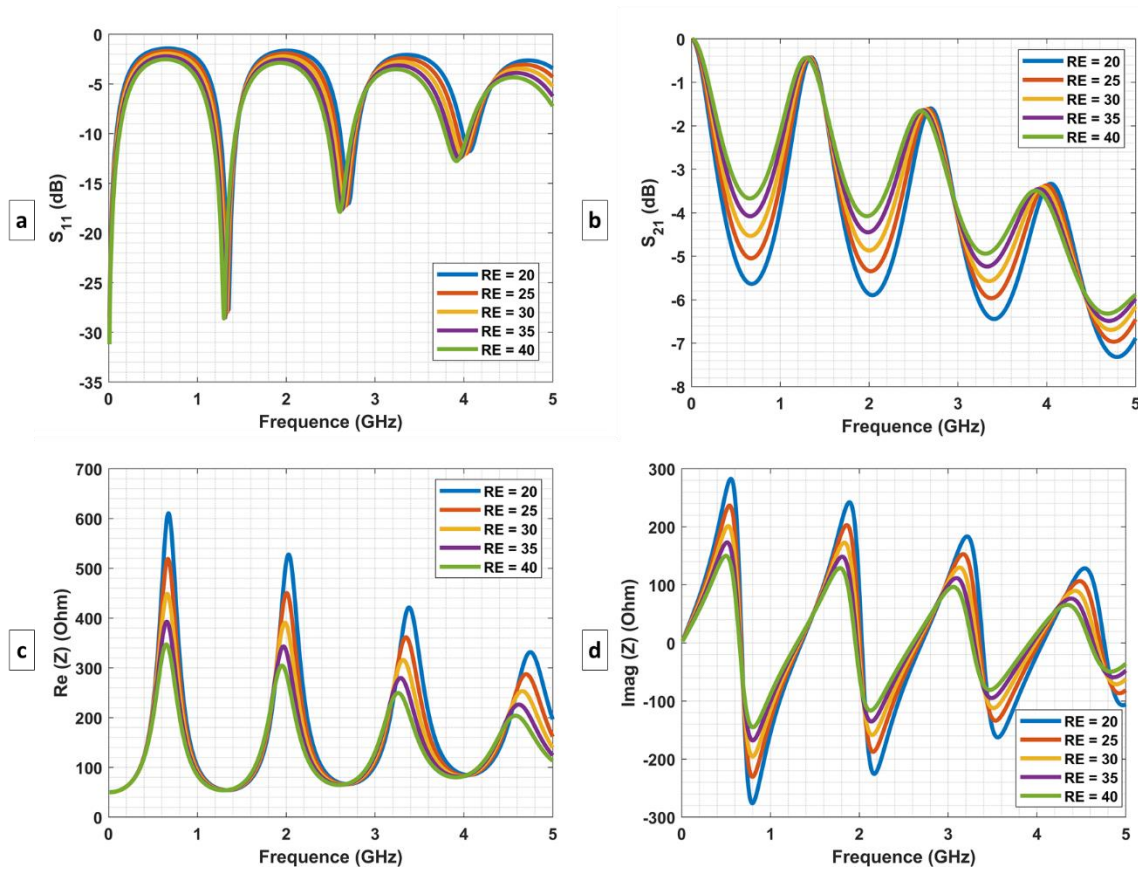 0
-5
-10
-15
-20
-25
-30
-35
S11 (dB)
a
RE = 20
RE = 25
RE = 30
RE = 35
RE = 40
0 1 2 3 4 5
Frequence (GHz)
0
-1
-2
-3
-4
-5
-6
-7
-8
S21 (dB)
b
RE = 20
RE = 25
RE = 30
RE = 35
RE = 40
0 1 2 3 4 5
Frequence (GHz)
700
600
500
400
300
200
100
0
Re (Z) (Ohm)
c
RE = 20
RE = 25
RE = 30
RE = 35
RE = 40
0 1 2 3 4 5
Frequence (GHz)
300
200
100
0
-100
-200
-300
Imag (Z) (Ohm)
d
RE = 20
RE = 25
RE = 30
RE = 35
RE = 40
0 1 2 3 4 5
Frequence (GHz)